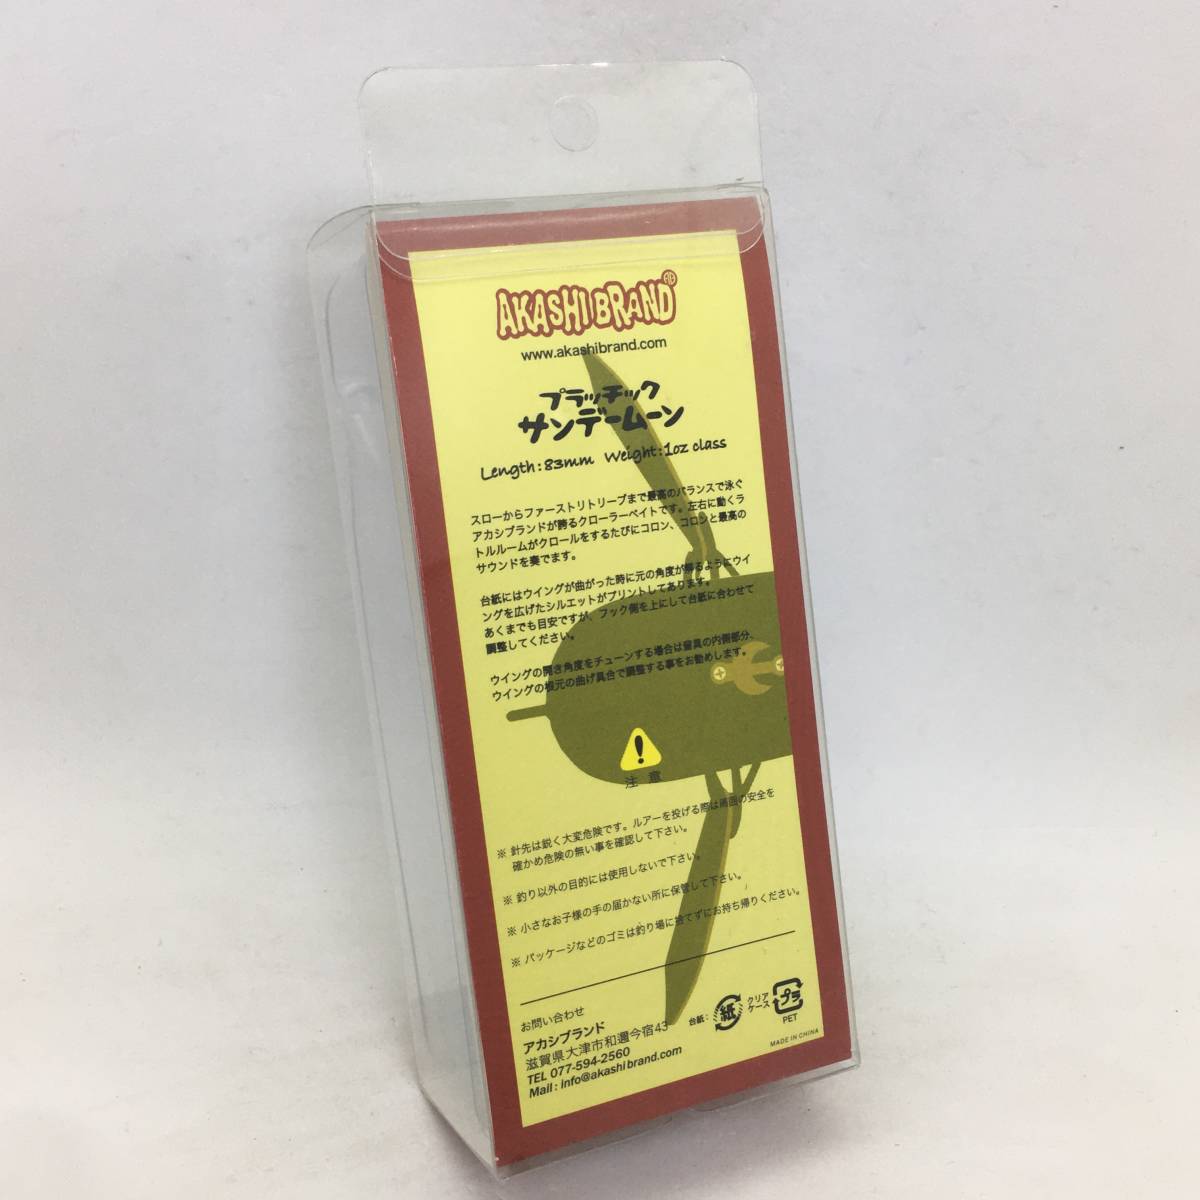 AKASHI BRAND
www.akashibrand.com
プラッチック
サンデームーン
Length:83mm Weight:1oz class
スローからファーストリトリーブまで最高のバランスで泳ぐ
アカシブランドが誇るクローラーベイトです。左右に動くラ
トルルームがクロールをするたびにコロン、コロンと最高の
サウンドを奏でます。
台紙にはウイングが曲がった時に元の角度が解るようにウイ
ングを広げたシルエットがプリントしてあります。
あくまでも目安ですが、フック側を上にして台紙に合わせて
調整してください。
ウイングの開き角度をチューンする場合は留具の内側部分、
ウイングの根元の曲げ具合で調整する事をお勧めします。
注意
※ 針先は鋭く大変危険です。ルアーを投げる際は周囲の安全を
確かめ危険の無い事を確認して下さい。
※ 釣り以外の目的には使用しないで下さい。
※ 小さなお子様の手の届かない所に保管して下さい。
※ パッケージなどのゴミは釣り場に捨てずにお持ち帰りください。
お問い合わせ
アカシブランド
滋賀県大津市和邇今宿43
TEL 077-594-2560
Mail : info@akashibrand.com
台紙：
紙
クリア
ケース
プラ
PET
MADE IN CHINA